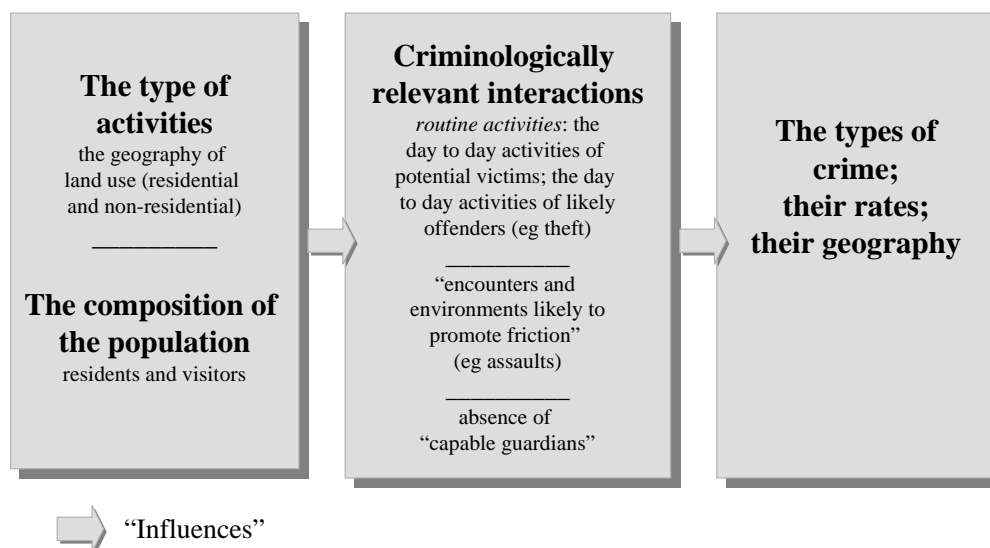 The type of
activities
the geography of
land use (residential
and non-residential)
__________
The composition of
the population
residents and visitors
Criminologically
relevant interactions
routine activities: the
day to day activities of
potential victims; the day
to day activities of likely
offenders (eg theft)
__________
“encounters and
environments likely to
promote friction”
(eg assaults)
__________
absence of
“capable guardians”
The types of
crime;
their rates;
their geography
“Influences”